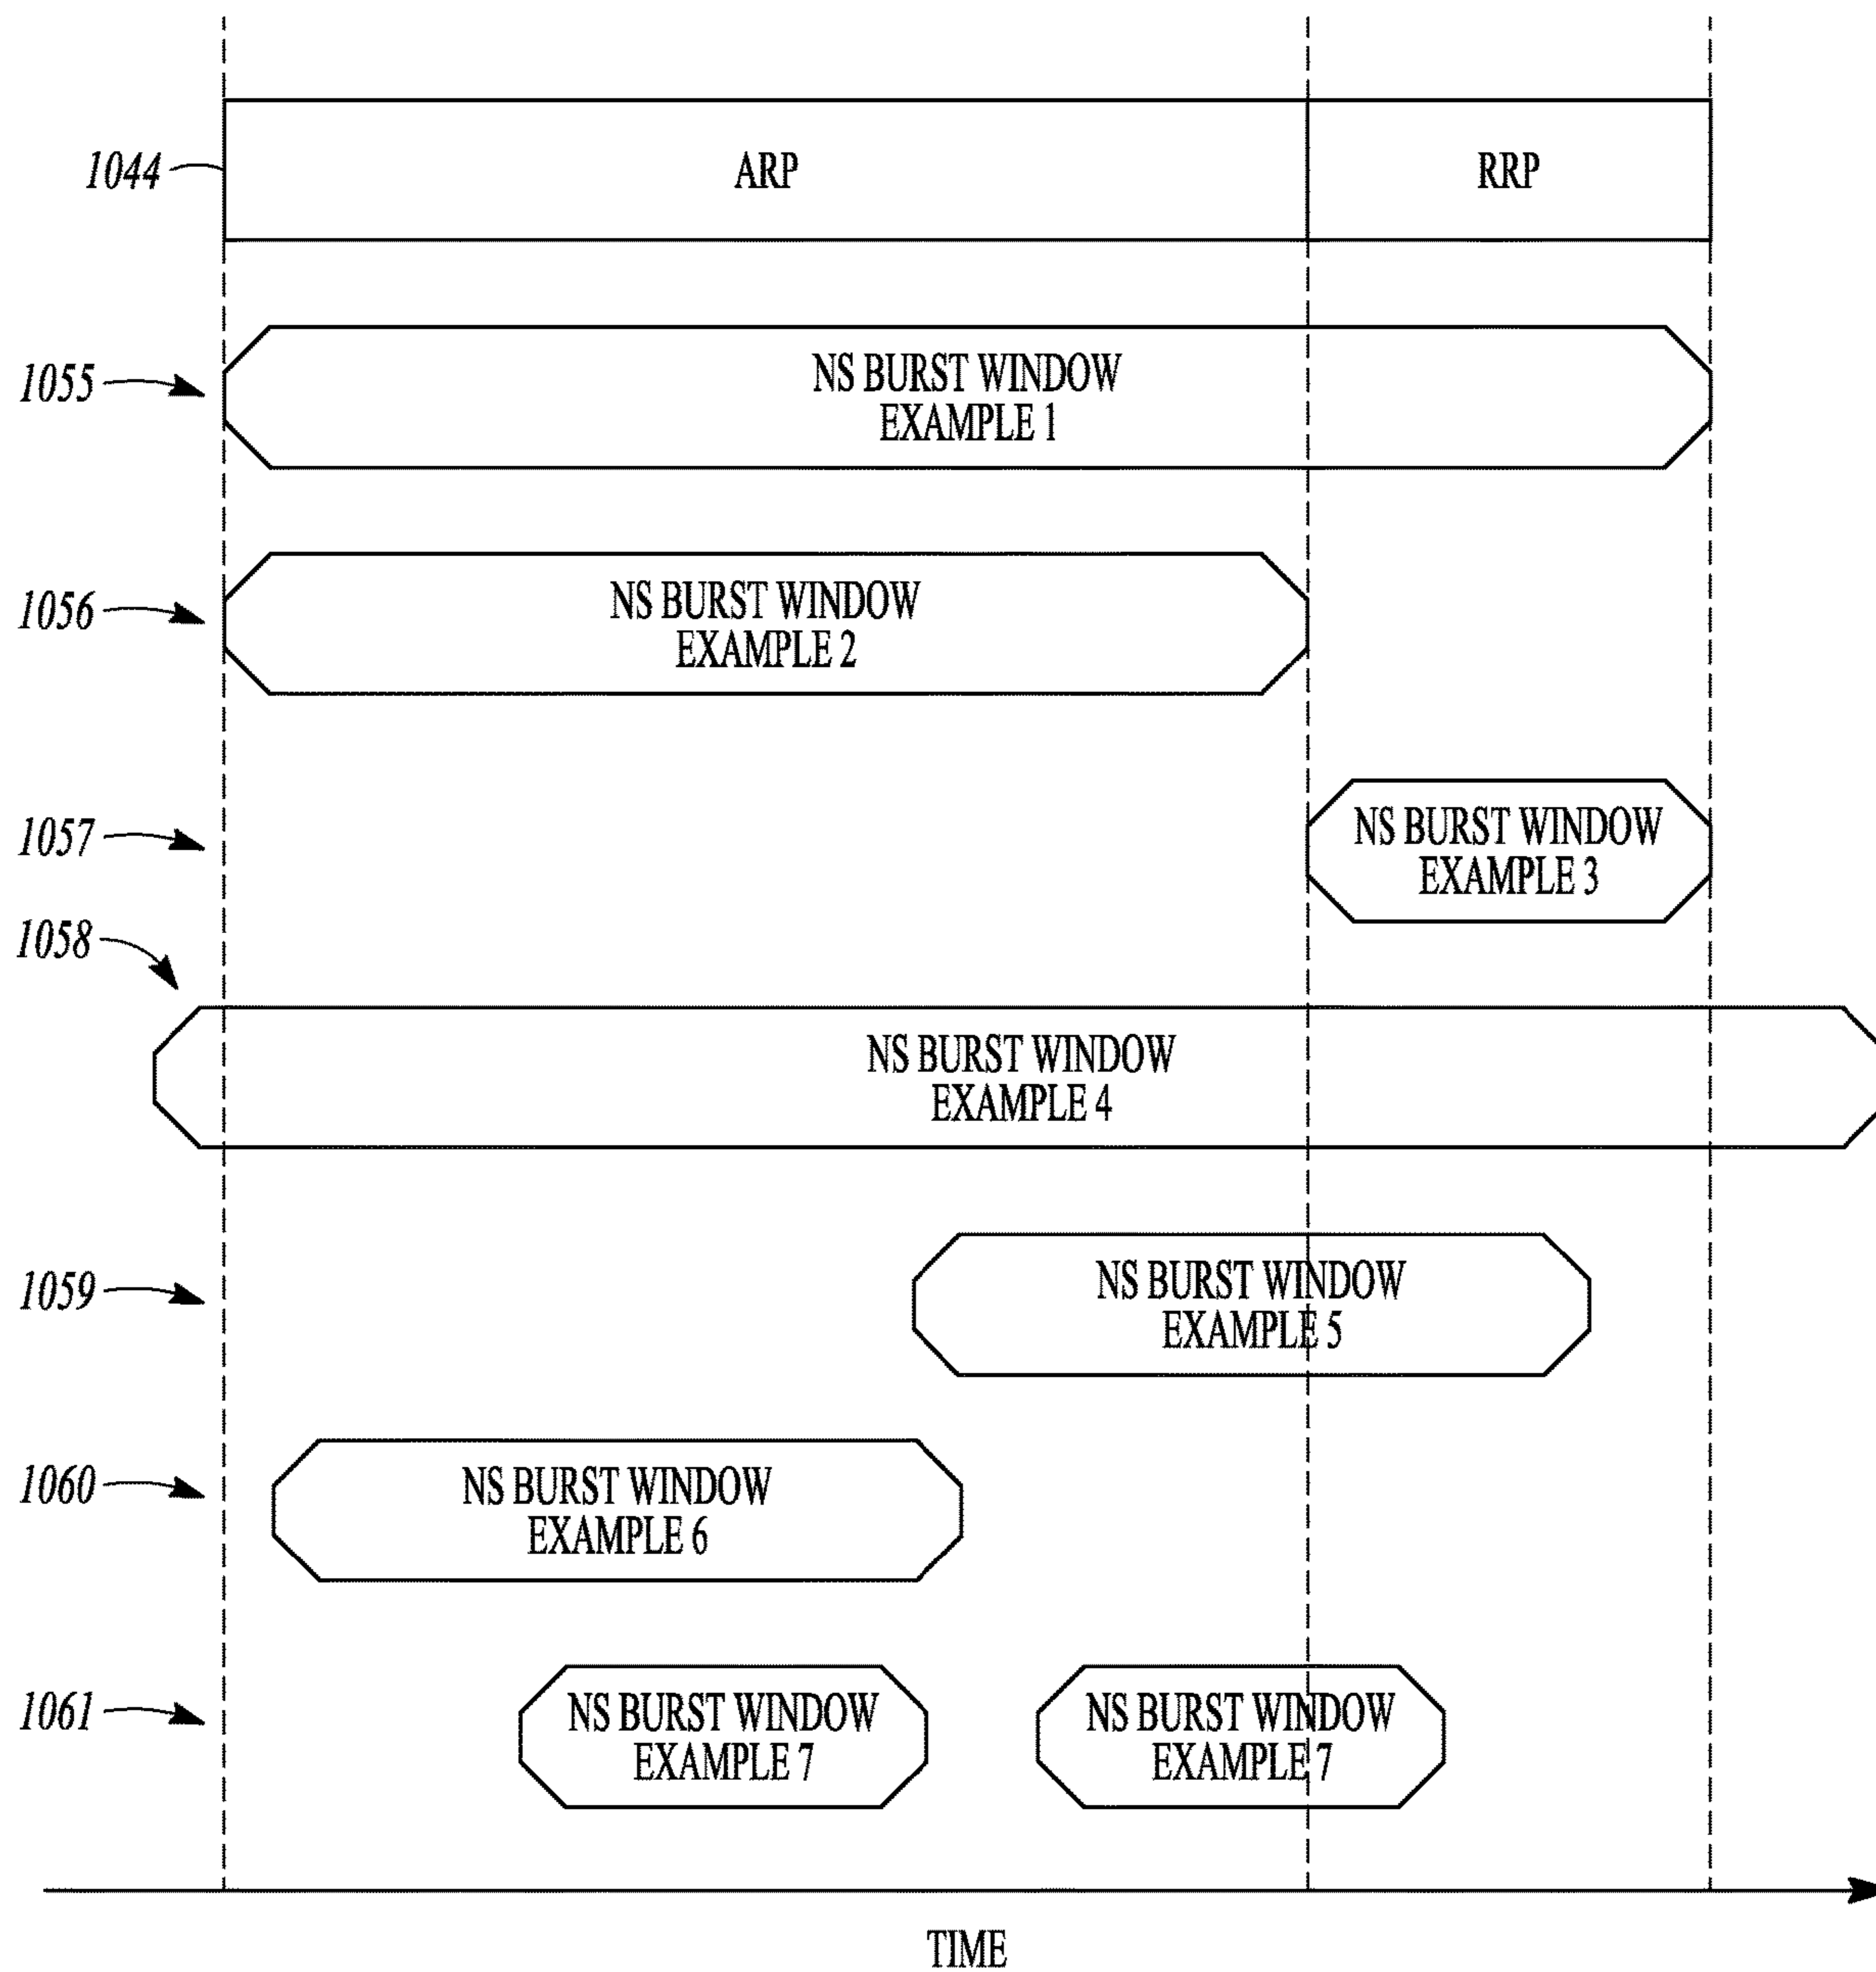 1044
ARP
RRP
1055
NS BURST WINDOW
EXAMPLE 1
1056
NS BURST WINDOW
EXAMPLE 2
1057
NS BURST WINDOW
EXAMPLE 3
1058
NS BURST WINDOW
EXAMPLE 4
1059
NS BURST WINDOW
EXAMPLE 5
1060
NS BURST WINDOW
EXAMPLE 6
1061
NS BURST WINDOW
EXAMPLE 7
NS BURST WINDOW
EXAMPLE 7
TIME